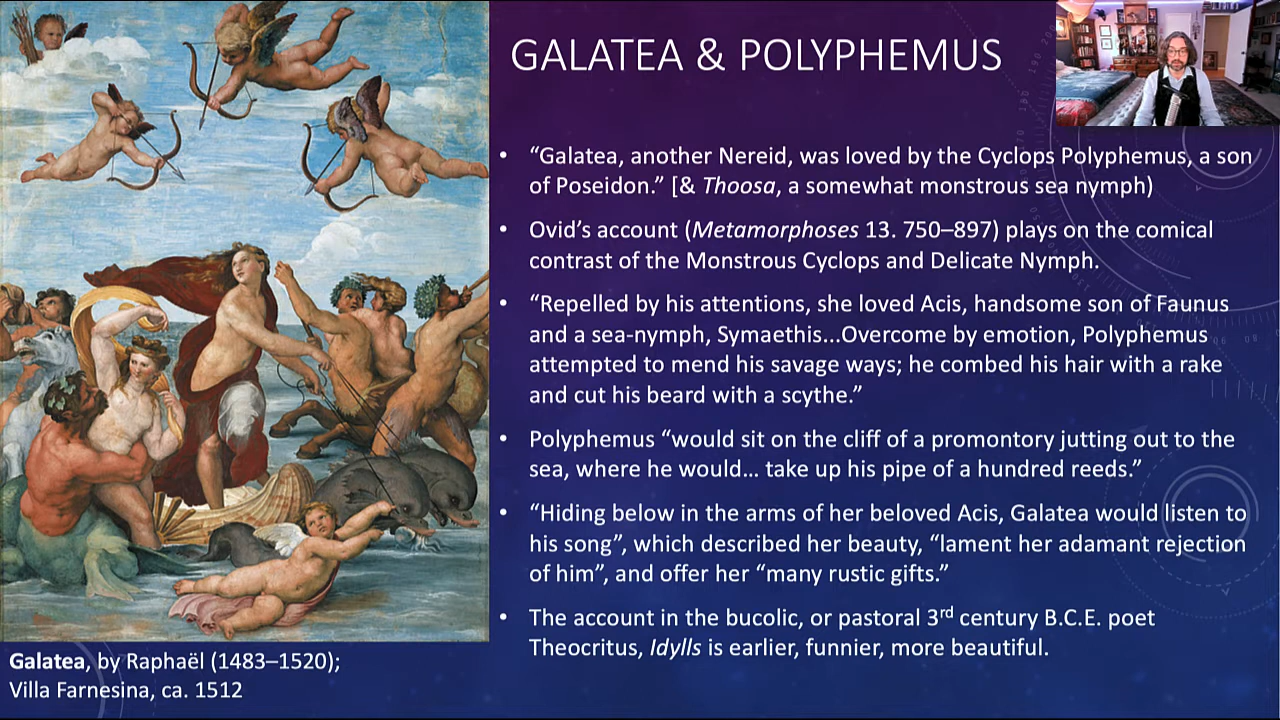 GALATEA & POLYPHEMUS
• “Galatea, another Nereid, was loved by the Cyclops Polyphemus, a son
of Poseidon.” [& Thoosa, a somewhat monstrous sea nymph)
• Ovid’s account (Metamorphoses 13. 750–897) plays on the comical
contrast of the Monstrous Cyclops and Delicate Nymph.
• “Repelled by his attentions, she loved Acis, handsome son of Faunus
and a sea-nymph, Symaethis...Overcome by emotion, Polyphemus
attempted to mend his savage ways; he combed his hair with a rake
and cut his beard with a scythe.”
• Polyphemus “would sit on the cliff of a promontory jutting out to the
sea, where he would… take up his pipe of a hundred reeds.”
• “Hiding below in the arms of her beloved Acis, Galatea would listen to
his song”, which described her beauty, “lament her adamant rejection
of him”, and offer her “many rustic gifts.”
• The account in the bucolic, or pastoral 3rd century B.C.E. poet
Theocritus, Idylls is earlier, funnier, more beautiful.
Galatea, by Raphaël (1483–1520);
Villa Farnesina, ca. 1512